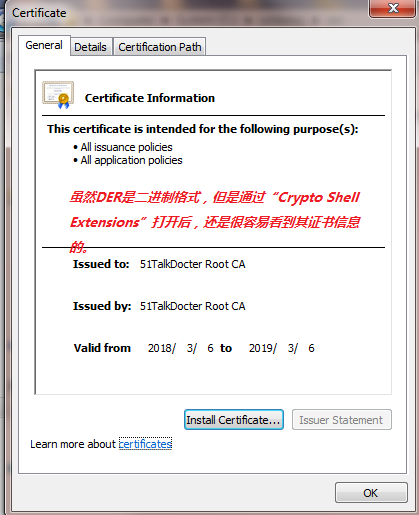 Certificate
General Details Certification Path
Certificate Information
This certificate is intended for the following purpose(s):
• All issuance policies
• All application policies
虽然DER是二进制格式，但是通过“Crypto Shell
Extensions”打开后，还是很容易看到其证书信息
的。
Issued to: 51TalkDocter Root CA
Issued by: 51TalkDocter Root CA
Valid from 2018/ 3/ 6 to 2019/ 3/ 6
Install Certificate... Issuer Statement
Learn more about certificates
OK